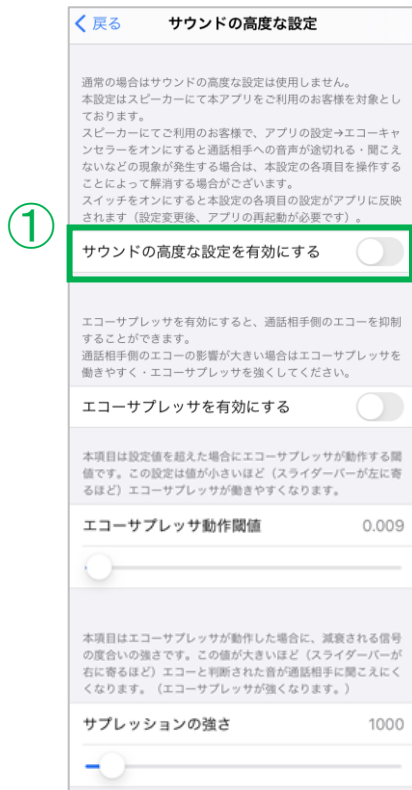 戻る サウンドの高度な設定
通常の場合はサウンドの高度な設定は使用しません。
本設定はスピーカーにて本アプリをご利用のお客様を対象とし
ております。
スピーカーにてご利用のお客様で、アプリの設定→エコーキャ
ンセラーをオンにすると通話相手への音声が途切れる・聞こえ
ないなどの現象が発生する場合は、本設定の各項目を操作する
ことによって解消する場合がございます。
スイッチをオンにすると本設定の各項目の設定がアプリに反映
されます（設定変更後、アプリの再起動が必要です）。
①
サウンドの高度な設定を有効にする
エコーサプレッサを有効にすると、通話相手側のエコーを抑制
することができます。
通話相手側のエコーの影響が大きい場合はエコーサプレッサを
働きやすく・エコーサプレッサを強くしてください。
エコーサプレッサを有効にする
本項目は設定値を超えた場合にエコーサプレッサが動作する閾
値です。この設定は値が小さいほど（スライダーバーが左に寄
るほど）エコーサプレッサが働きやすくなります。
エコーサプレッサ動作閾値 0.009
本項目はエコーサプレッサが動作した場合に、減衰される信号
の度合いの強さです。この値が大きいほど（スライダーバーが
右に寄るほど）エコーと判断された音が通話相手に聞こえにく
くなります。（エコーサプレッサが強くなります。）
サプレッションの強さ 1000